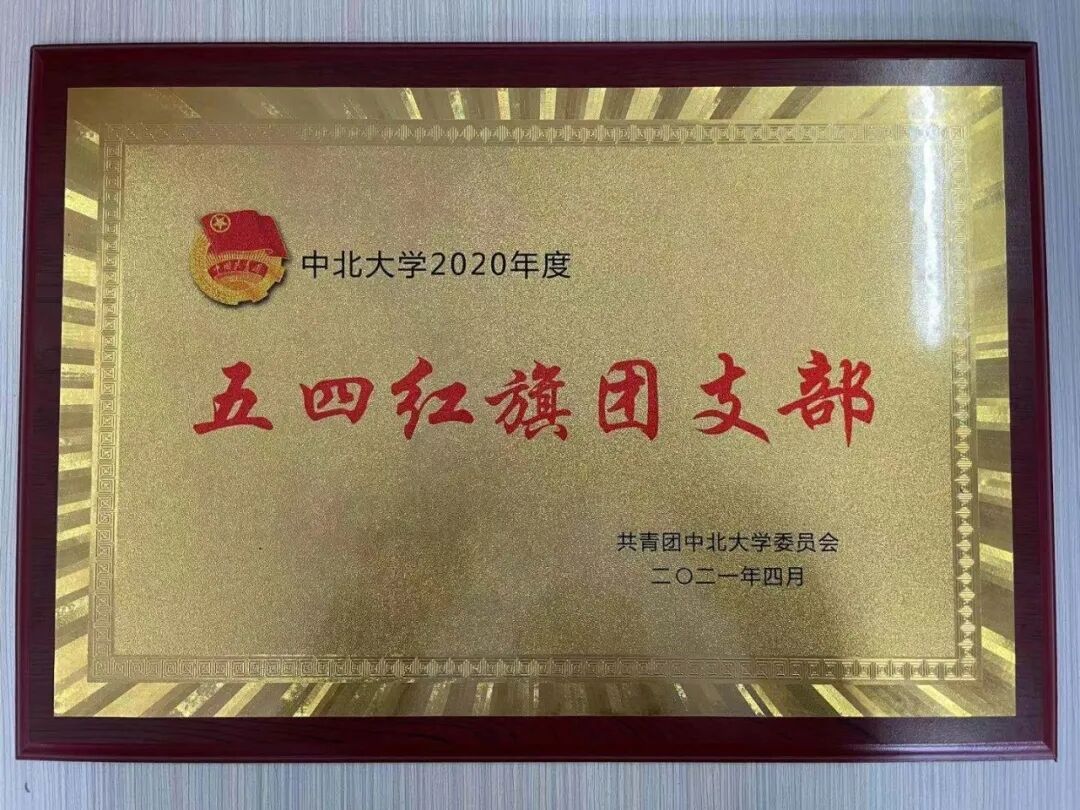 中北大学2020年度
五四红旗团支部
共青团中北大学委员会
二〇二一年四月